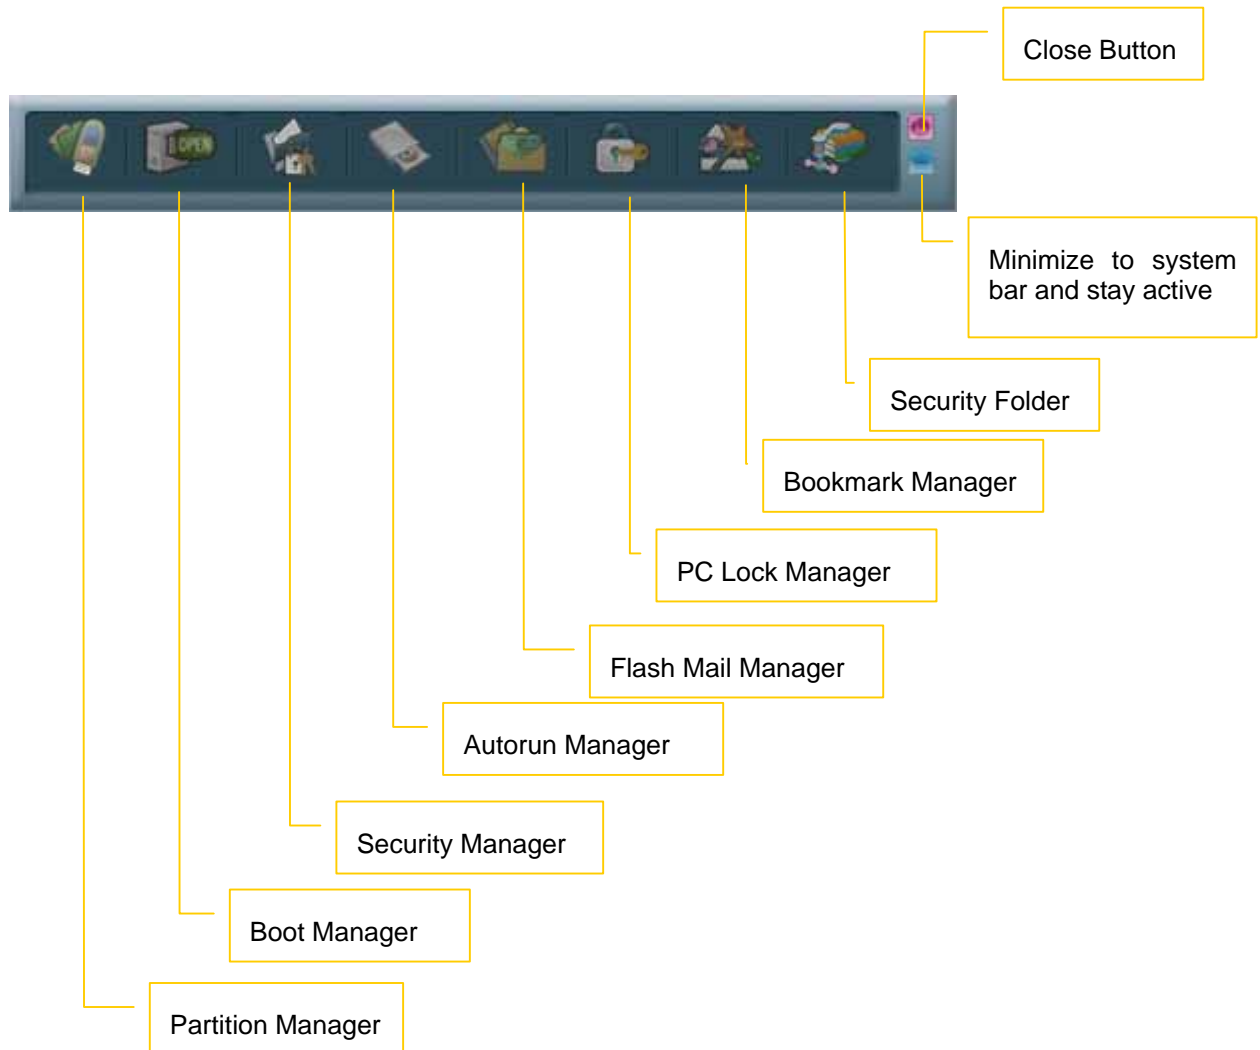 Close Button
OPEN
Minimize to system
bar and stay active
Security Folder
Bookmark Manager
PC Lock Manager
Flash Mail Manager
Autorun Manager
Security Manager
Boot Manager
Partition Manager